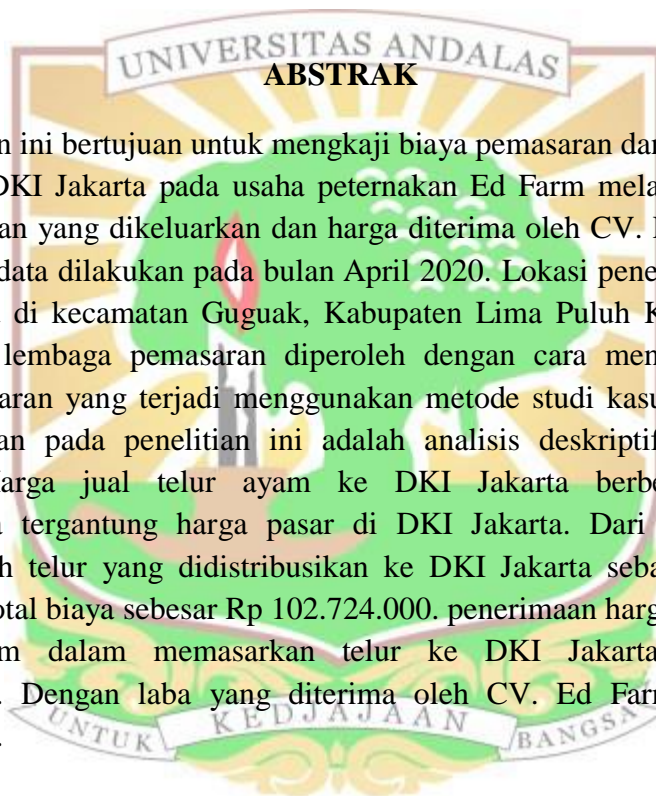 UNIVERSITAS ANDALAS
ABSTRAK
n ini bertujuan untuk mengkaji biaya pemasaran dar
DKI Jakarta pada usaha peternakan Ed Farm mela
an yang dikeluarkan dan harga diterima oleh CV.
data dilakukan pada bulan April 2020. Lokasi pene
di kecamatan Guguak, Kabupaten Lima Puluh K
lembaga pemasaran diperoleh dengan cara men
aran yang terjadi menggunakan metode studi kasu
an pada penelitian ini adalah analisis deskriptif
arga jual telur ayam ke DKI Jakarta berbe
tergantung harga pasar di DKI Jakarta. Dari
h telur yang didistribusikan ke DKI Jakarta seba
otal biaya sebesar Rp 102.724.000. penerimaan harg
m dalam memasarkan telur ke DKI Jakarta
. Dengan laba yang diterima oleh CV. Ed Farm
UNTUK KEDJAJAAN BANGSA